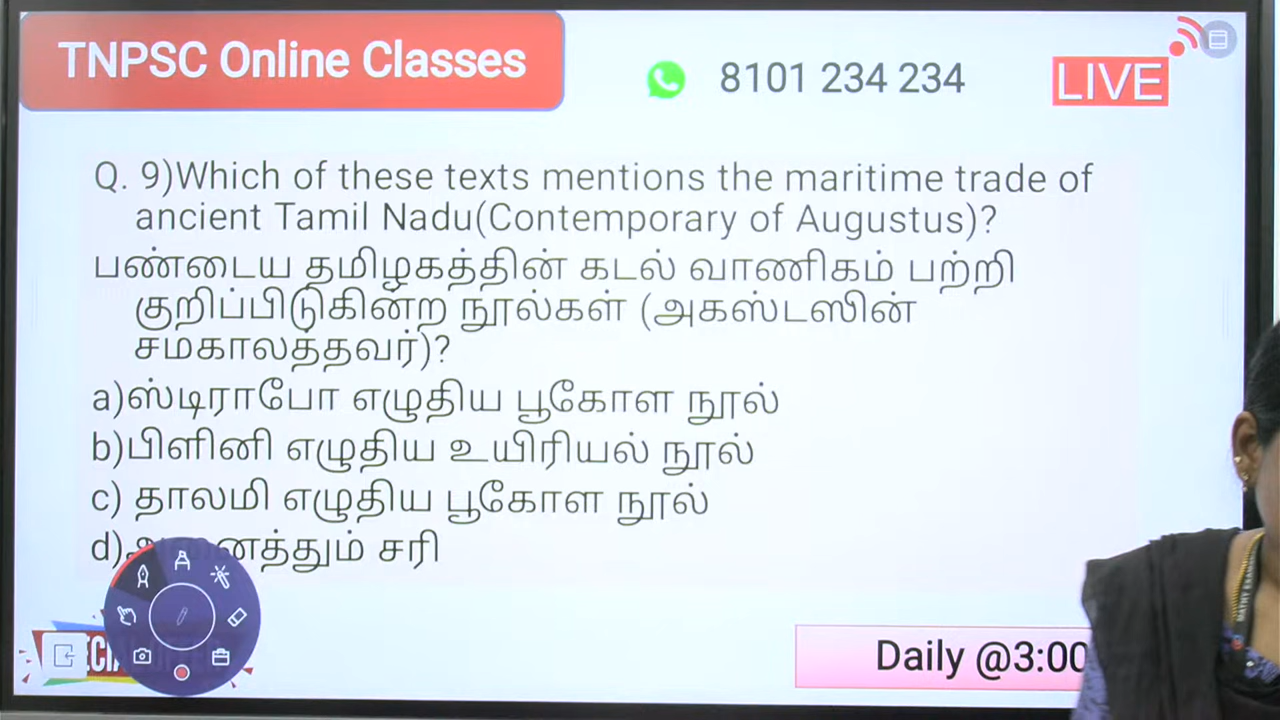 TNPSC Online Classes
8101 234 234
LIVE
Q. 9)Which of these texts mentions the maritime trade of
ancient Tamil Nadu(Contemporary of Augustus)?
பண்டைய தமிழகத்தின் கடல் வாணிகம் பற்றி
குறிப்பிடுகின்ற நூல்கள் (அகஸ்டஸின்
சமகாலத்தவர்)?
a)ஸ்டிராபோ எழுதிய பூகோள நூல்
b)பிளினி எழுதிய உயிரியல் நூல்
c) தாலமி எழுதிய பூகோள நூல்
d)அனைத்தும் சரி
Daily @3:00